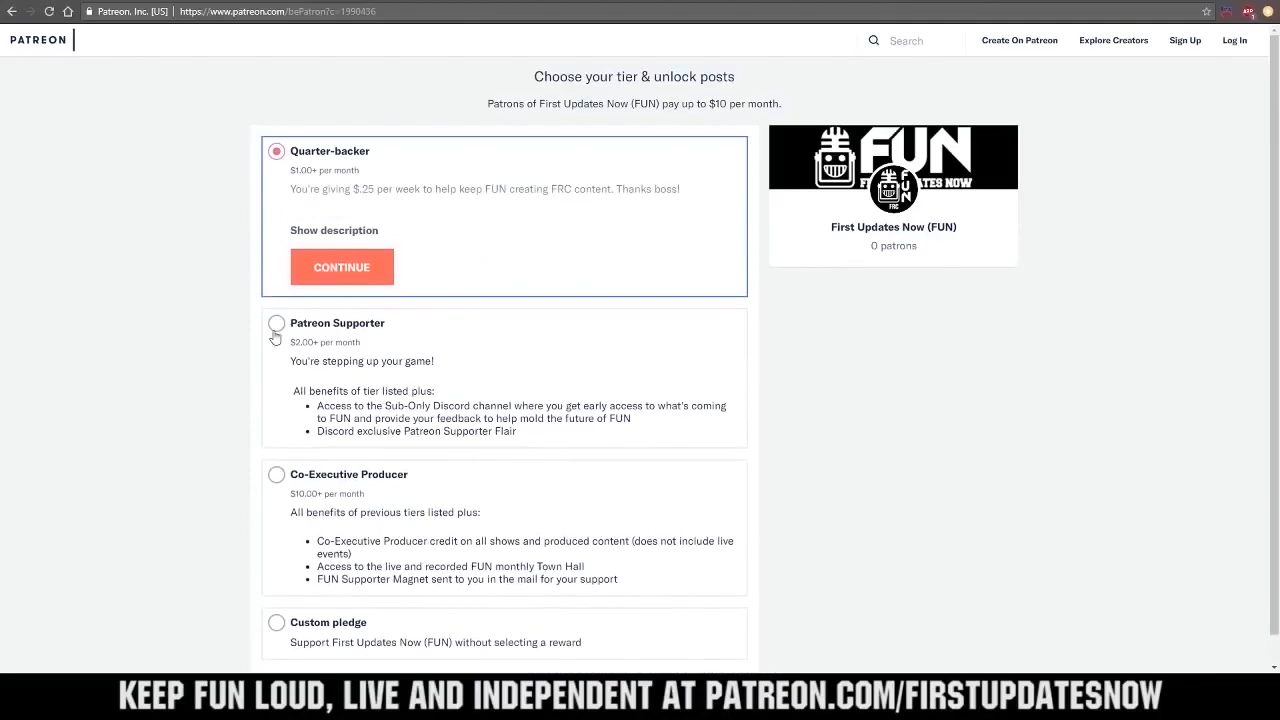 Patreon, Inc. [US] | https://www.patreon.com/bePatron?c=1990436
PATREON
Search
Create On Patreon
Explore Creators
Sign Up
Log In
Choose your tier & unlock posts
Patrons of First Updates Now (FUN) pay up to $10 per month.
Quarter-backer
$1.00+ per month
You're giving $.25 per week to help keep FUN creating FRC content. Thanks boss!
Show description
CONTINUE
Patreon Supporter
$2.00+ per month
You're stepping up your game!
All benefits of tier listed plus:
• Access to the Sub-Only Discord channel where you get early access to what's coming
to FUN and provide your feedback to help mold the future of FUN
• Discord exclusive Patreon Supporter Flair
Co-Executive Producer
$10.00+ per month
All benefits of previous tiers listed plus:
• Co-Executive Producer credit on all shows and produced content (does not include live
events)
• Access to the live and recorded FUN monthly Town Hall
• FUN Supporter Magnet sent to you in the mail for your support
Custom pledge
Support First Updates Now (FUN) without selecting a reward
FUN
FUN
FRC
First Updates Now (FUN)
0 patrons
KEEP FUN LOUD, LIVE AND INDEPENDENT AT PATREON.COM/FIRSTUPDATESNOW